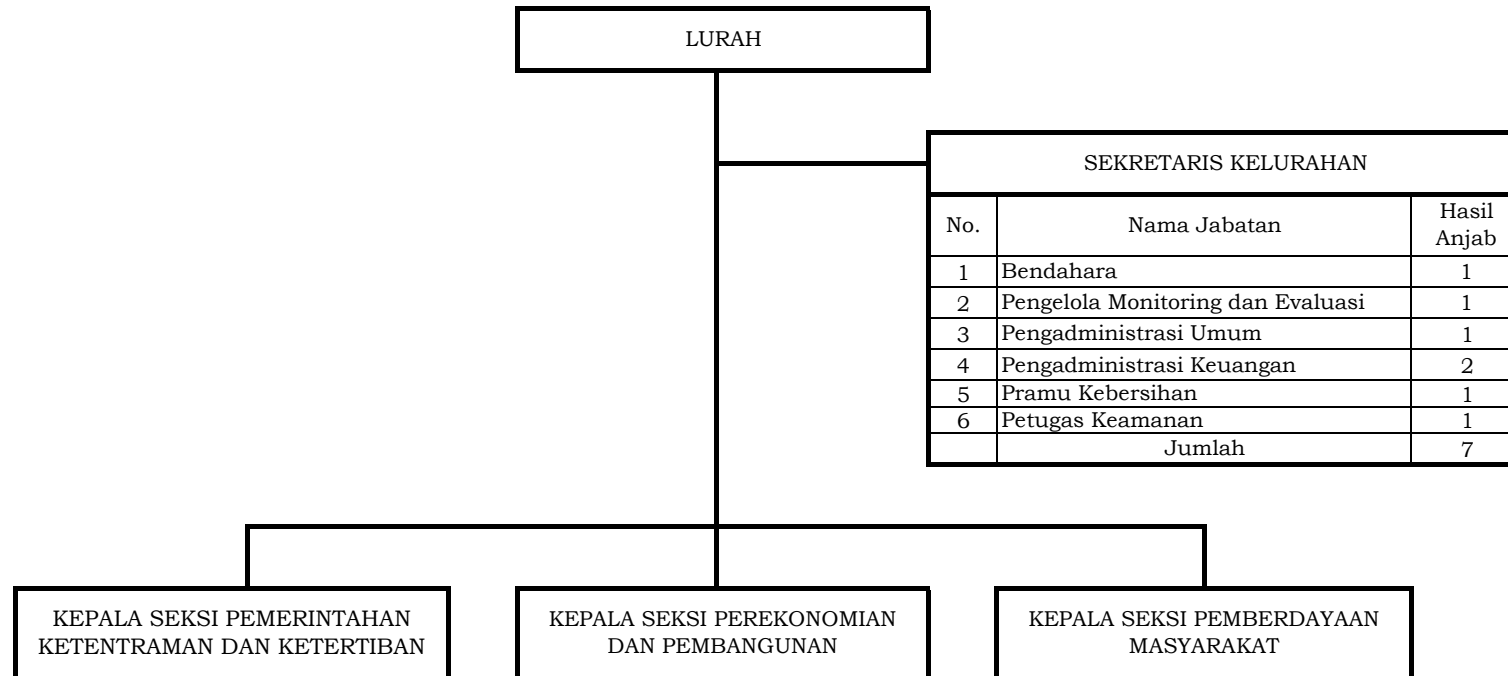 LURAH
SEKRETARIS KELURAHAN
No. Nama Jabatan Hasil Anjab
1 Bendahara 1
2 Pengelola Monitoring dan Evaluasi 1
3 Pengadministrasi Umum 1
4 Pengadministrasi Keuangan 2
5 Pramu Kebersihan 1
6 Petugas Keamanan 1
Jumlah 7
KEPALA SEKSI PEMERINTAHAN
KETENTRAMAN DAN KETERTIBAN
KEPALA SEKSI PEREKONOMIAN
DAN PEMBANGUNAN
KEPALA SEKSI PEMBERDAYAAN
MASYARAKAT